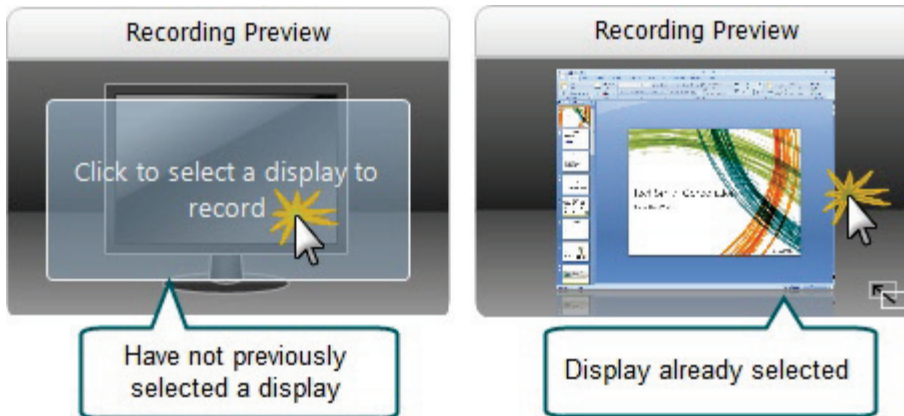 Recording Preview
Click to select a display to
record
Have not previously
selected a display
Recording Preview
Display already selected